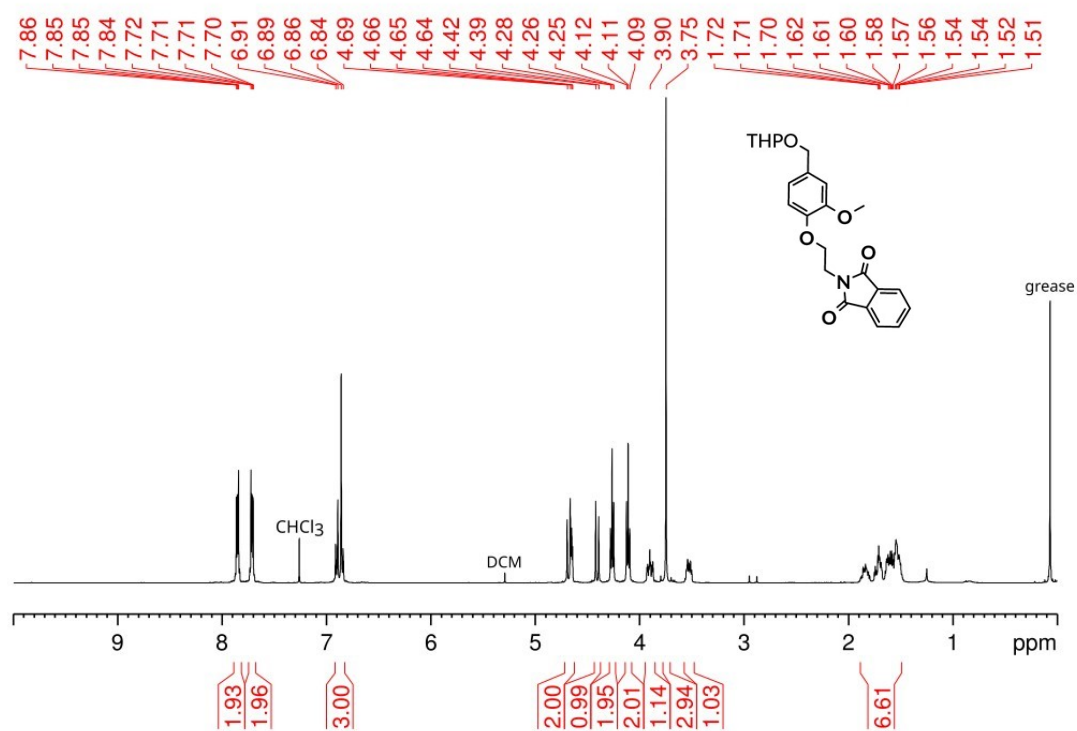 7.86 7.85 7.85 7.84 7.72 7.71 7.71 7.70 6.91 6.89 6.86 6.84 4.69 4.66 4.65 4.64 4.42 4.39 4.28 4.26 4.25 4.12 4.11 4.09 3.90 3.75 1.72 1.71 1.70 1.62 1.61 1.60 1.58 1.57 1.56 1.54 1.54 1.52 1.51
THPO
O
O
O
N
O
grease
CHCl3
DCM
9 8 7 6 5 4 3 2 1 ppm
1.93 1.96 3.00 2.00 0.99 1.95 2.01 1.14 2.94 1.03 6.61